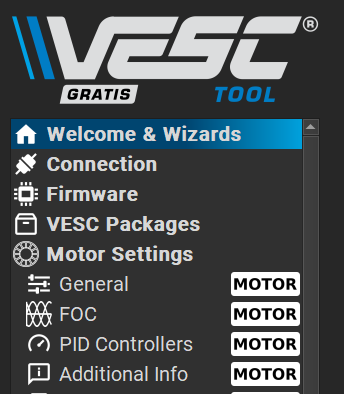 VESC®
GRATIS TOOL
Welcome & Wizards
Connection
Firmware
VESC Packages
Motor Settings
General MOTOR
FOC MOTOR
PID Controllers MOTOR
Additional Info MOTOR